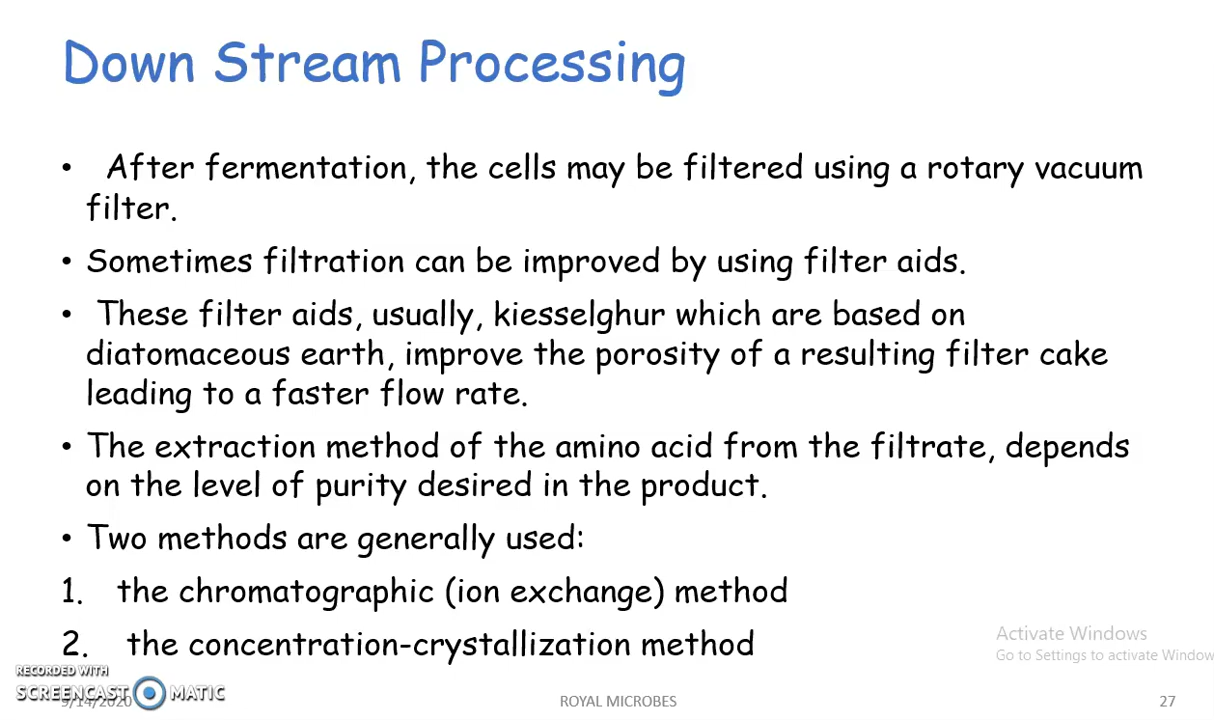 Down Stream Processing
• After fermentation, the cells may be filtered using a rotary vacuum
filter.
• Sometimes filtration can be improved by using filter aids.
• These filter aids, usually, kiesselghur which are based on
diatomaceous earth, improve the porosity of a resulting filter cake
leading to a faster flow rate.
• The extraction method of the amino acid from the filtrate, depends
on the level of purity desired in the product.
• Two methods are generally used:
1. the chromatographic (ion exchange) method
2. the concentration-crystallization method
Activate Windows
Go to Settings to activate Window
RECORDED WITH
SCREENCAST MATIC
9/14/2020
ROYAL MICROBES
27